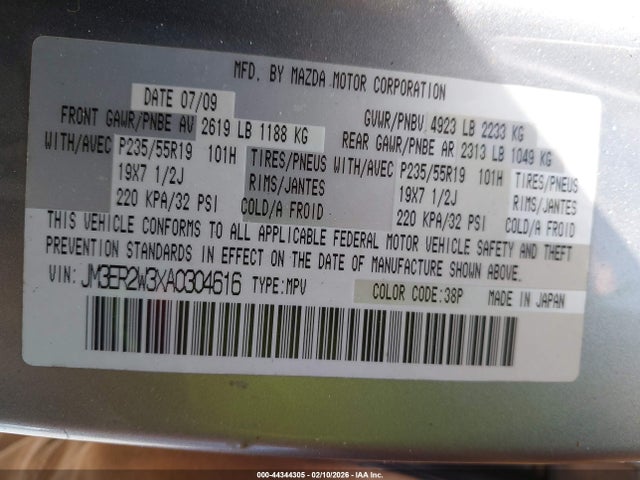 MFD. BY MAZDA MOTOR CORPORATION
DATE 07/09 GVWR/PNBV 4923 LB 2233 KG
FRONT GAWR/PNBE AV 2619 LB 1188 KG REAR GAWR/PNBE AR 2313 LB 1049 KG
WITH/AVEC P235/55R19 101H TIRES/PNEUS WITH/AVEC P235/55R19 101H TIRES/PNEUS
19X7 1/2J RIMS/JANTES 19X7 1/2J RIMS/JANTES
220 KPA/32 PSI COLD/A FROID 220 KPA/32 PSI COLD/A FROID
THIS VEHICLE CONFORMS TO ALL APPLICABLE FEDERAL MOTOR VEHICLE SAFETY AND THEFT
PREVENTION STANDARDS IN EFFECT ON THE DATE OF MANUFACTURE SHOWN ABOVE.
VIN: JM3ER2W3XA0304616 TYPE:MPV COLOR CODE:38P MADE IN JAPAN
000-44344305 - 02/10/2026 - IAA Inc.